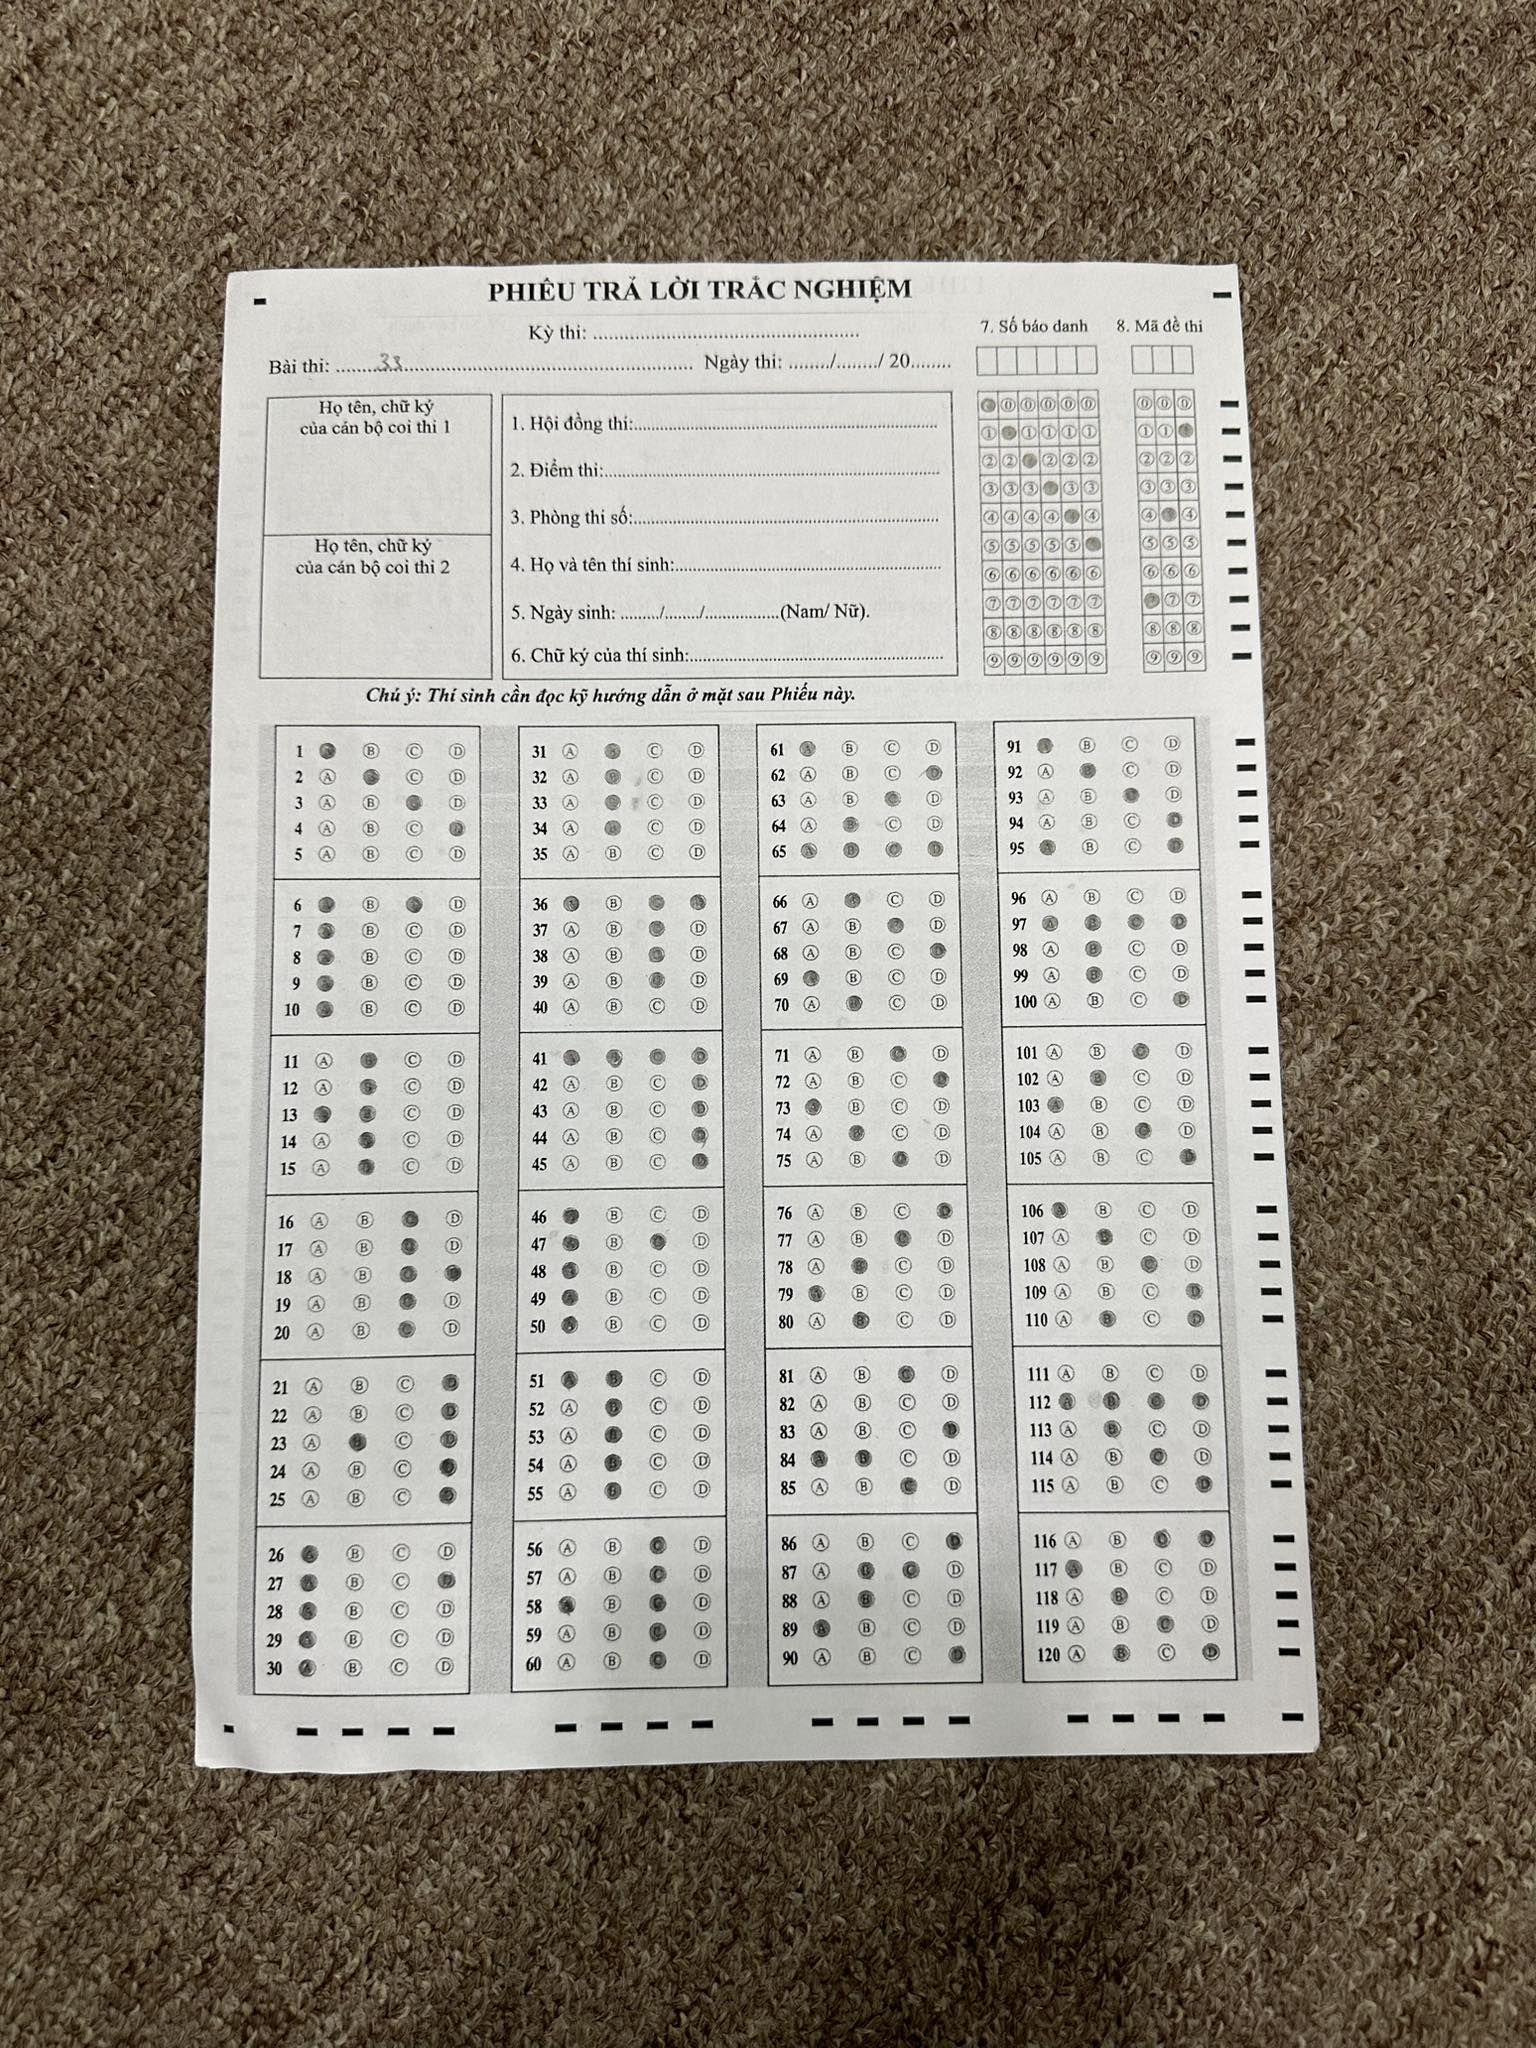 PHIẾU TRẢ LỜI TRẮC NGHIỆM
Kỳ thi: ....................................................
Bài thi: ........33.......................................................... Ngày thi: ......../......../ 20........
7. Số báo danh
8. Mã đề thi
Họ tên, chữ ký
của cán bộ coi thi 1
Họ tên, chữ ký
của cán bộ coi thi 2
1. Hội đồng thi:............................................................
2. Điểm thi:..................................................................
3. Phòng thi số:............................................................
4. Họ và tên thí sinh:....................................................
5. Ngày sinh: ......../......../...............(Nam/ Nữ).
6. Chữ ký của thí sinh:..................................................
0 0 0 0 0
1 1 1 1 1
2 2 2 2 2
3 3 3 3 3
4 4 4 4 4
5 5 5 5 5
6 6 6 6 6 6
7 7 7 7 7 7
8 8 8 8 8 8
9 9 9 9 9 9
0 0 0
1 1
2 2 2
3 3 3
4 4
5 5 5
6 6 6
7 7
8 8 8
9 9 9
Chú ý: Thí sinh cần đọc kỹ hướng dẫn ở mặt sau Phiếu này.
1 A B C D
2 A B C D
3 A B C D
4 A B C D
5 A B C D
6 A B C D
7 A B C D
8 A B C D
9 A B C D
10 A B C D
11 A B C D
12 A B C D
13 A B C D
14 A B C D
15 A B C D
16 A B C D
17 A B C D
18 A B C D
19 A B C D
20 A B C D
21 A B C D
22 A B C D
23 A B C D
24 A B C D
25 A B C D
26 A B C D
27 A B C D
28 A B C D
29 A B C D
30 A B C D
31 A B C D
32 A B C D
33 A B C D
34 A B C D
35 A B C D
36 A B C D
37 A B C D
38 A B C D
39 A B C D
40 A B C D
41 A B C D
42 A B C D
43 A B C D
44 A B C D
45 A B C D
46 A B C D
47 A B C D
48 A B C D
49 A B C D
50 A B C D
51 A B C D
52 A B C D
53 A B C D
54 A B C D
55 A B C D
56 A B C D
57 A B C D
58 A B C D
59 A B C D
60 A B C D
61 A B C D
62 A B C D
63 A B C D
64 A B C D
65 A B C D
66 A B C D
67 A B C D
68 A B C D
69 A B C D
70 A B C D
71 A B C D
72 A B C D
73 A B C D
74 A B C D
75 A B C D
76 A B C D
77 A B C D
78 A B C D
79 A B C D
80 A B C D
81 A B C D
82 A B C D
83 A B C D
84 A B C D
85 A B C D
86 A B C D
87 A B C D
88 A B C D
89 A B C D
90 A B C D
91 A B C D
92 A B C D
93 A B C D
94 A B C D
95 A B C D
96 A B C D
97 A B C D
98 A B C D
99 A B C D
100 A B C D
101 A B C D
102 A B C D
103 A B C D
104 A B C D
105 A B C D
106 A B C D
107 A B C D
108 A B C D
109 A B C D
110 A B C D
111 A B C D
112 A B C D
113 A B C D
114 A B C D
115 A B C D
116 A B C D
117 A B C D
118 A B C D
119 A B C D
120 A B C D